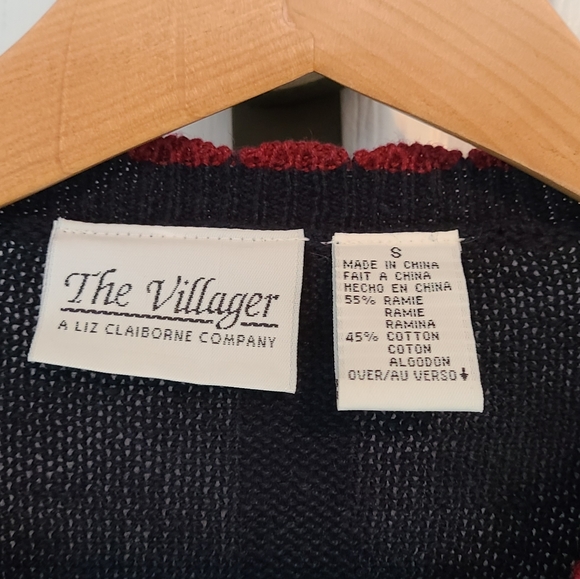 The Villager
A LIZ CLAIBORNE COMPANY
S
MADE IN CHINA
FAIT A CHINA
HECHO EN CHINA
55% RAMIE
RAMIE
RAMINA
45% COTTON
COTON
ALGODON
OVER/AU VERSO↓